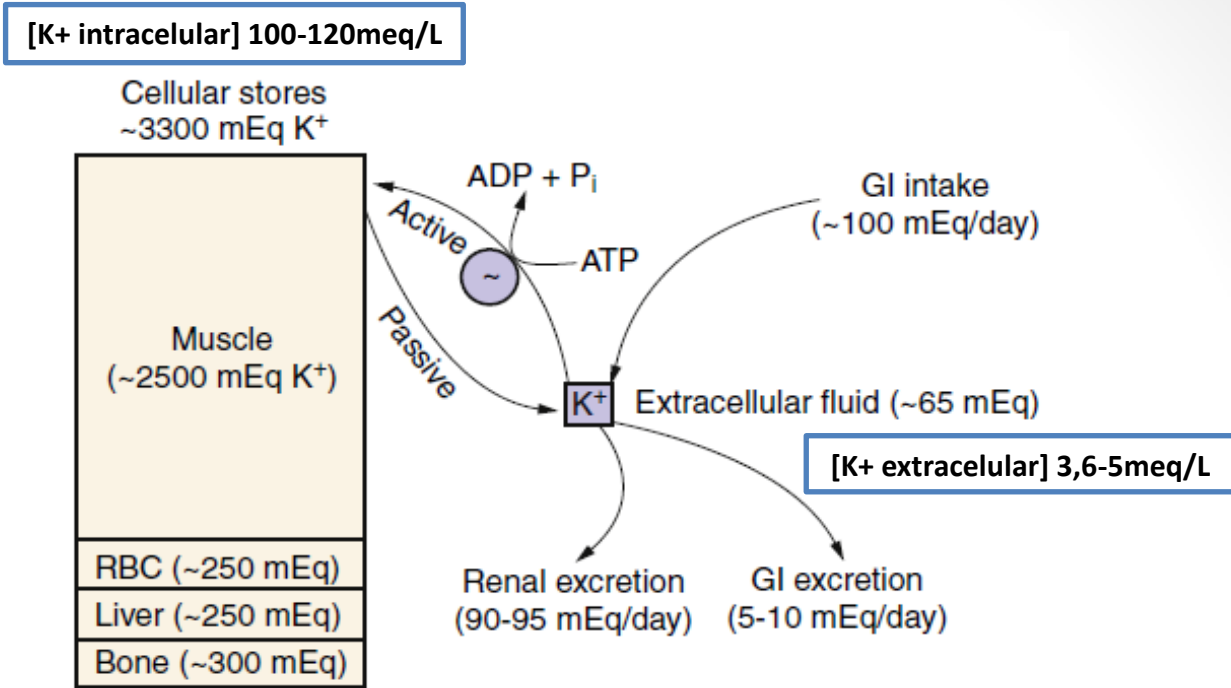 [K+ intracelular] 100-120meq/L
Cellular stores
~3300 mEq K⁺
ADP + Pᵢ
Active
~
ATP
GI intake
(~100 mEq/day)
Muscle
(~2500 mEq K⁺)
Passive
K⁺
Extracellular fluid (~65 mEq)
[K+ extracelular] 3,6-5meq/L
RBC (~250 mEq)
Liver (~250 mEq)
Bone (~300 mEq)
Renal excretion
(90-95 mEq/day)
GI excretion
(5-10 mEq/day)